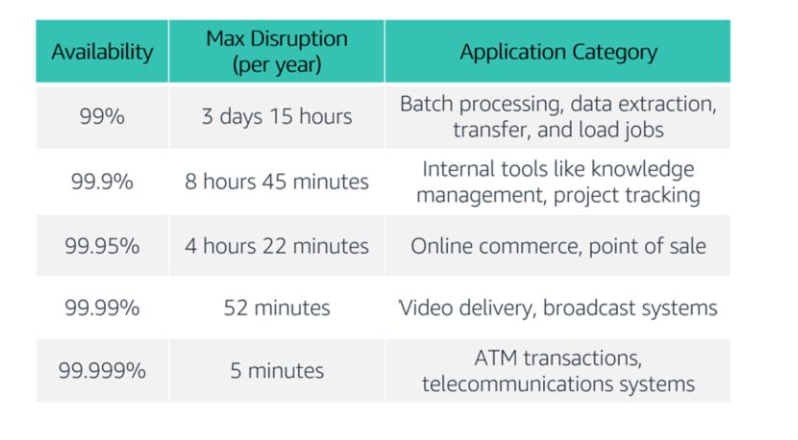 Availability
Max Disruption
(per year)
Application Category
99%
3 days 15 hours
Batch processing, data extraction,
transfer, and load jobs
99.9%
8 hours 45 minutes
Internal tools like knowledge
management, project tracking
99.95%
4 hours 22 minutes
Online commerce, point of sale
99.99%
52 minutes
Video delivery, broadcast systems
99.999%
5 minutes
ATM transactions,
telecommunications systems